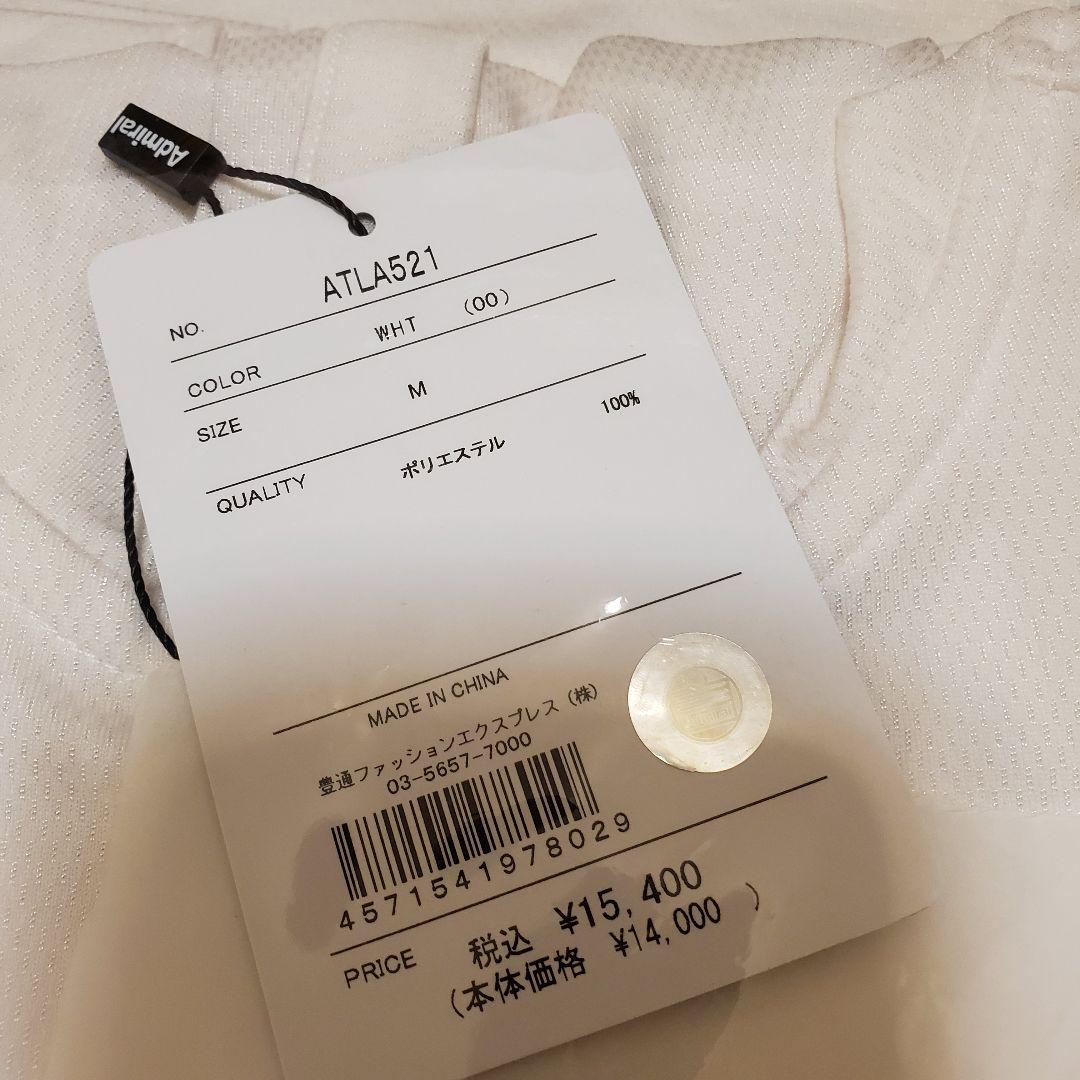 Admiral
NO. ATLA521
COLOR WHT (00)
SIZE M
QUALITY ポリエステル 100%
MADE IN CHINA
豊通ファッションエクスプレス(株)
03-5657-7000
4571541978029
PRICE 税込 ¥15,400
(本体価格 ¥14,000 )